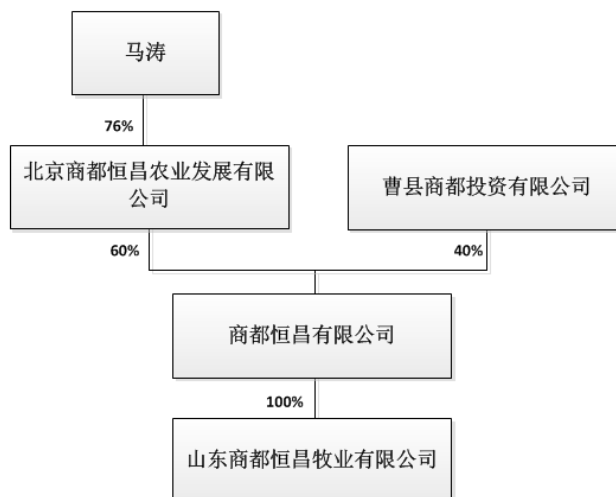 马涛
76%
北京商都恒昌农业发展有限
公司
曹县商都投资有限公司
60%
40%
商都恒昌有限公司
100%
山东商都恒昌牧业有限公司